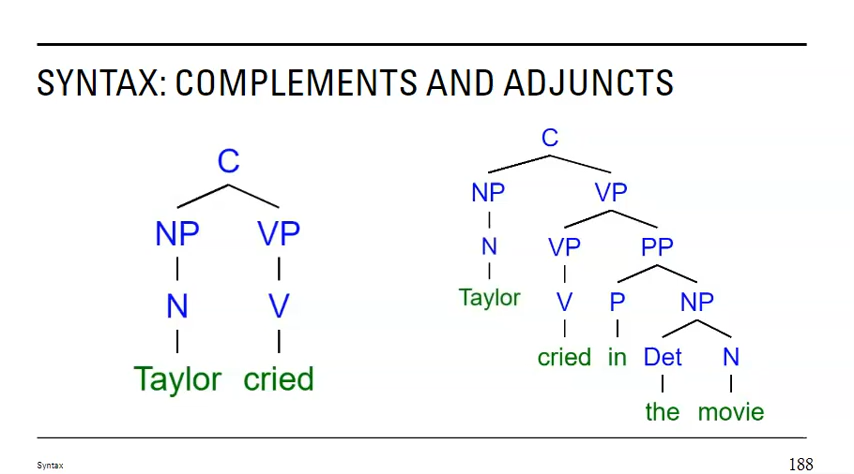 SYNTAX: COMPLEMENTS AND ADJUNCTS
C
NP VP
N V
Taylor cried
C
NP VP
N VP PP
Taylor V P NP
cried in Det N
the movie
Syntax 188